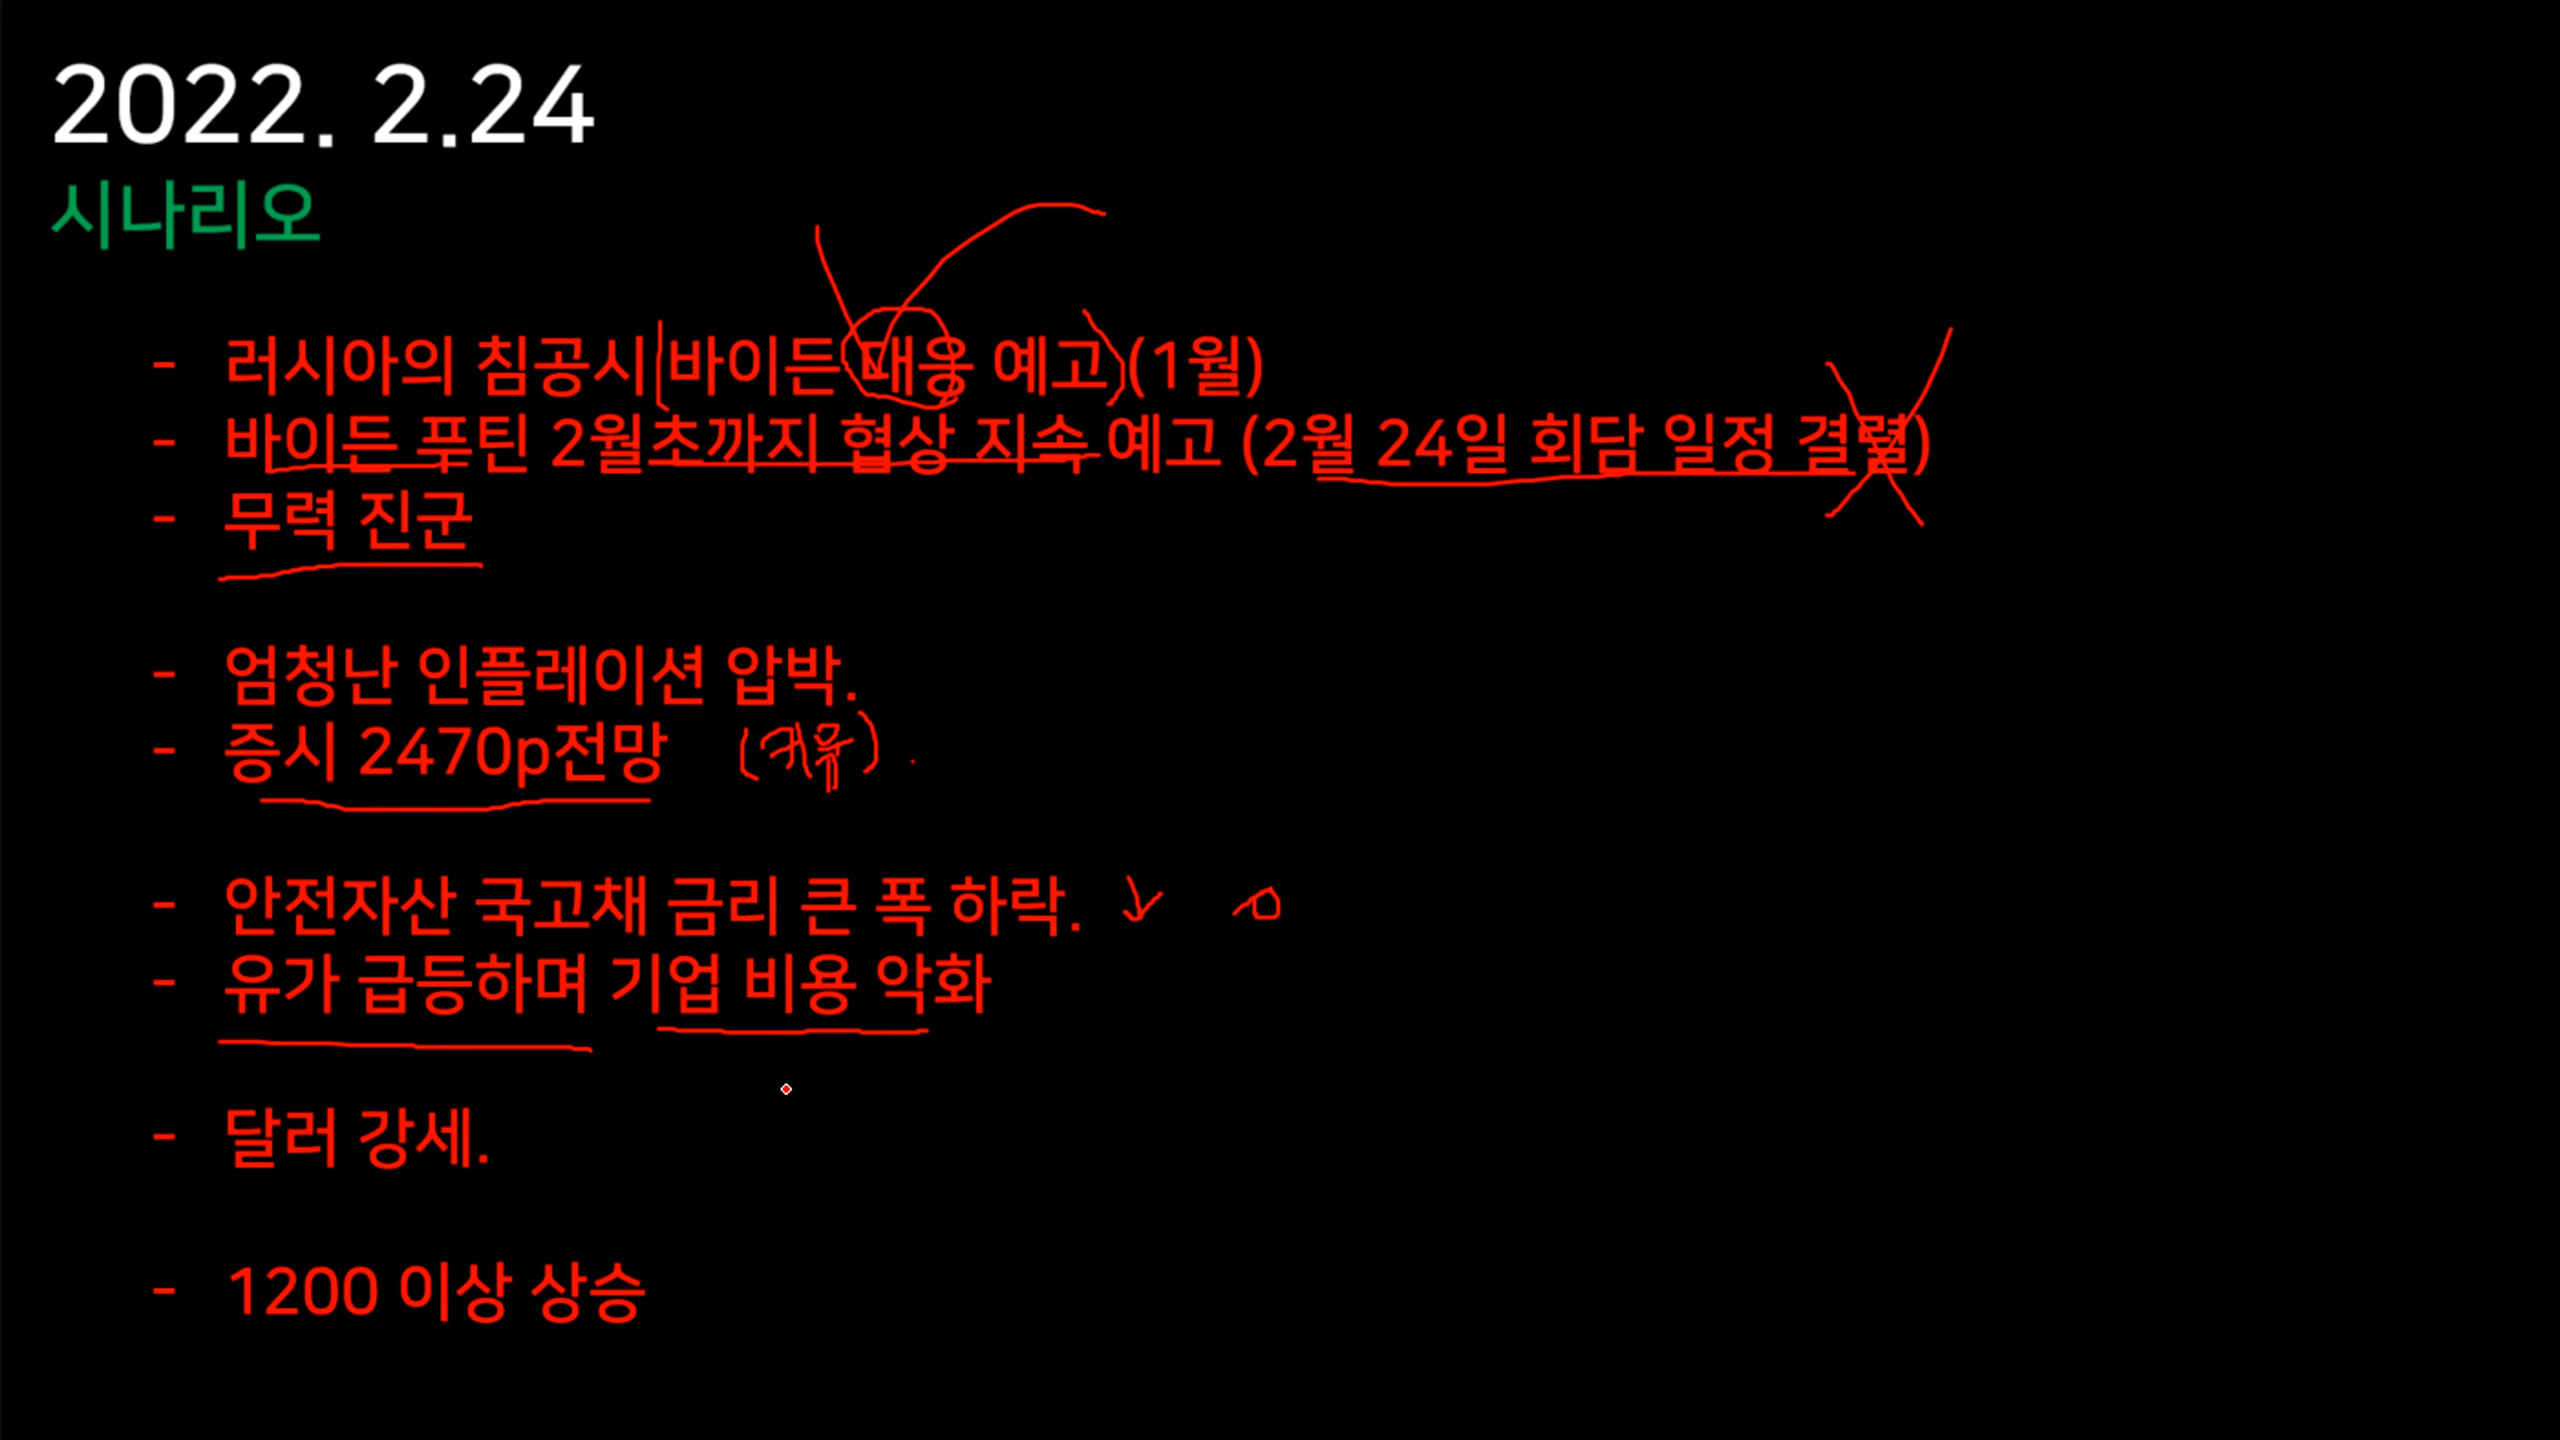 2022. 2.24
시나리오
- 러시아의 침공시 바이든 대응 예고 (1월)
- 바이든 푸틴 2월초까지 협상 지속 예고 (2월 24일 회담 일정 결렬)
- 무력 진군
- 엄청난 인플레이션 압박.
- 증시 2470p전망 (키유)
- 안전자산 국고채 금리 큰 폭 하락.
- 유가 급등하며 기업 비용 악화
- 달러 강세.
- 1200 이상 상승